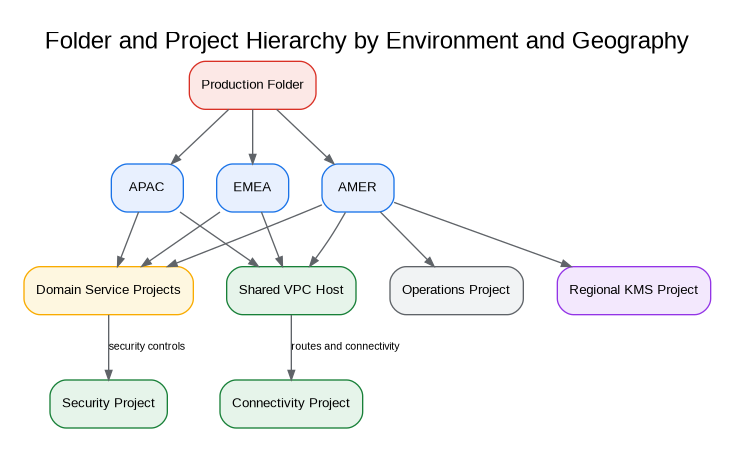 Folder and Project Hierarchy by Environment and Geography
Production Folder
APAC
EMEA
AMER
Domain Service Projects
Shared VPC Host
Operations Project
Regional KMS Project
security controls
routes and connectivity
Security Project
Connectivity Project